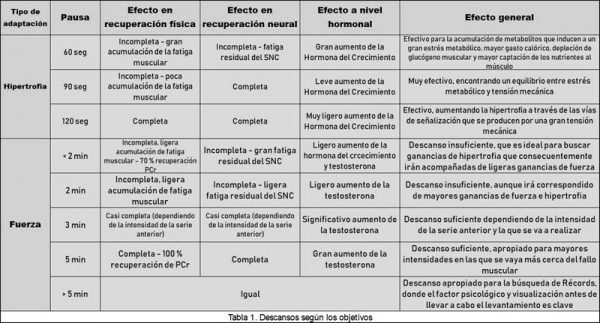 Tipo de
adaptación
Pausa
Efecto en
recuperación física
Efecto en
recuperación neural
Efecto a nivel
hormonal
Efecto general
Hipertrofia
60 seg
Incompleta - gran
acumulación de la fatiga
muscular
Incompleta - fatiga
residual del SNC
Gran aumento de la
Hormona del Crecimiento
Efectivo para la acumulación de metabolitos que inducen a un
gran estrés metabólico, mayor gasto calórico, depleción de
glucógeno muscular y mayor captación de los nutrientes al
músculo
90 seg
Incompleta - poca
acumulación de la fatiga
muscular
Completa
Leve aumento de la
Hormona del Crecimiento
Muy efectivo, encontrando un equilibrio entre estrés
metabólico y tensión mecánica
120 seg
Completa
Completa
Muy ligero aumento de la
Hormona del Crecimiento
Efectivo, aumentando la hipertrofia a través de las vías
de señalización que se producen por una gran tensión
mecánica
Fuerza
< 2 min
Incompleta, ligera
acumulación de fatiga
muscular - 70 % recuperación
PCr
Incompleta - gran fatiga
residual del SNC
Ligero aumento de la
hormona del crcecimiento
y testosterona
Descanso insuficiente, que es ideal para buscar
ganancias de hipertrofia que consecuentemente
irán acompañadas de ligeras ganancias de fuerza
2 min
Incompleta, ligera
acumulación de fatiga
muscular
Incompleta - ligera
fatiga residual del SNC
Ligero aumento de la
testosterona
Descanso insuficiente, aunque irá correspondido
de mayores ganancias de fuerza e hipertrofia
3 min
Casi completa (dependiendo
de la intensidad de la serie
anterior)
Casi completa (dependiendo
de la intensidad de la serie
anterior)
Significativo aumento de
la testosterona
Descanso suficiente dependiendo de la intensidad
de la serie anterior y la que se va a realizar
5 min
Completa - 100 %
recuperación de PCr
Completa
Gran aumento de la
testosterona
Descanso suficiente, apropiado para mayores
intensidades en las que se vaya más cerca del fallo
muscular
> 5 min
Igual
Descanso apropiado para la búsqueda de Récords,
donde el factor psicológico y visualización antes de
llevar a cabo el levantamiento es clave
Tabla 1. Descansos según los objetivos